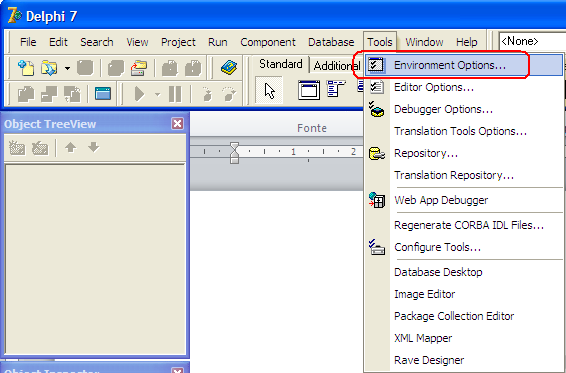 Delphi 7
File Edit Search View Project Run Component Database Tools Window Help <None>
Standard Additional
Environment Options...
Editor Options...
Debugger Options...
Translation Tools Options...
Repository...
Translation Repository...
Web App Debugger
Regenerate CORBA IDL Files...
Configure Tools...
Database Desktop
Image Editor
Package Collection Editor
XML Mapper
Rave Designer
Object TreeView
Fonte
1 2
Object Inspector